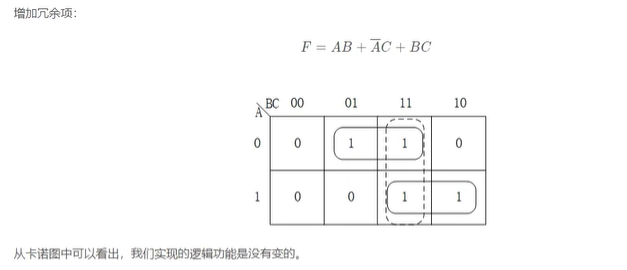 增加冗余项：
F = AB + A̅C + BC
A BC 00 01 11 10
0 0 1 1 0
1 0 0 1 1
从卡诺图中可以看出，我们实现的逻辑功能是没有变的。